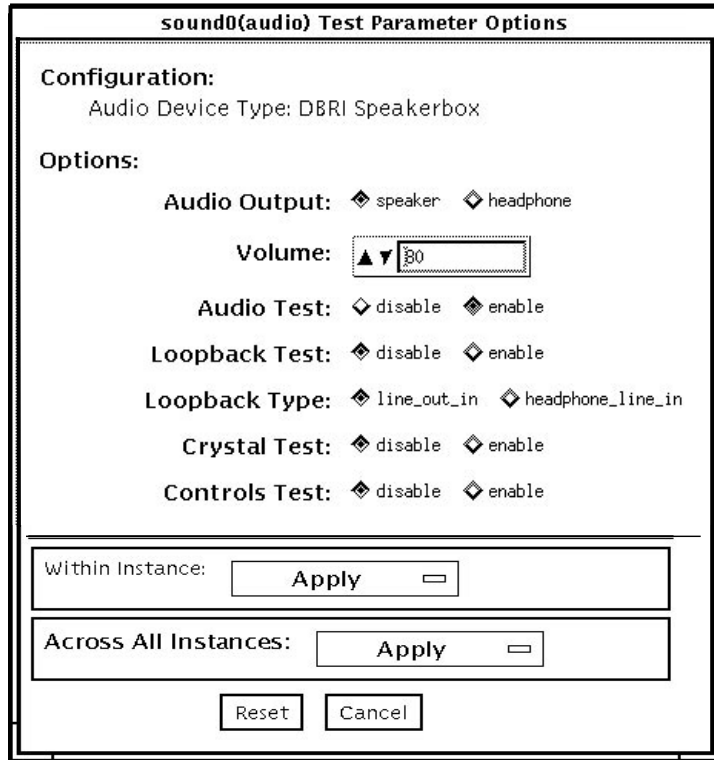 sound0(audio) Test Parameter Options
Configuration:
Audio Device Type: DBRI Speakerbox
Options:
Audio Output: speaker headphone
Volume: 80
Audio Test: disable enable
Loopback Test: disable enable
Loopback Type: line_out_in headphone_line_in
Crystal Test: disable enable
Controls Test: disable enable
Within Instance: Apply
Across All Instances: Apply
Reset Cancel